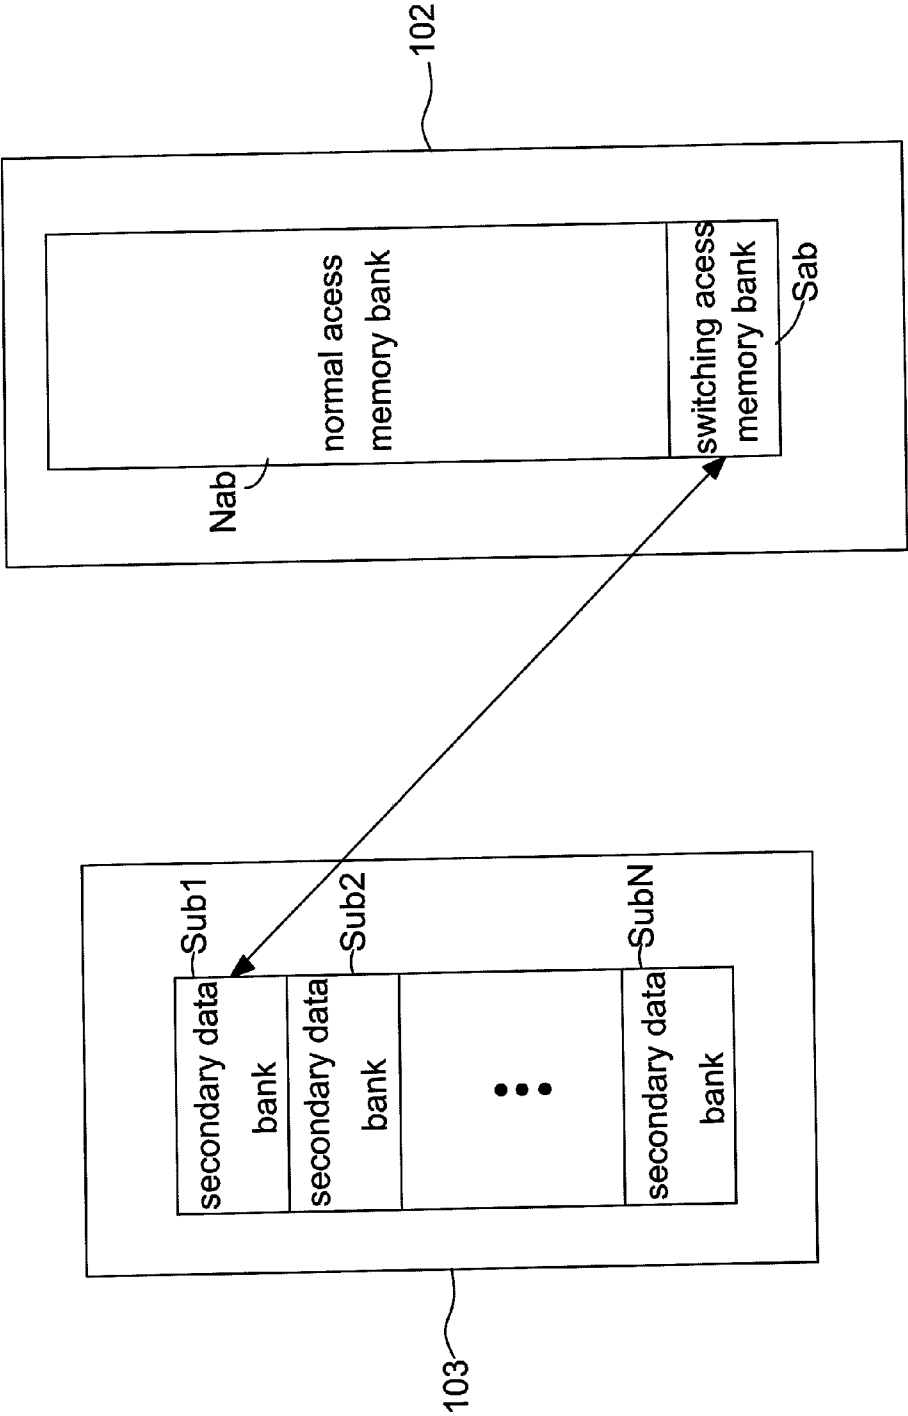 103
secondary data
bank
Sub1
secondary data
bank
Sub2
secondary data
bank
SubN
102
Nab
normal acess
memory bank
switching acess
memory bank
Sab